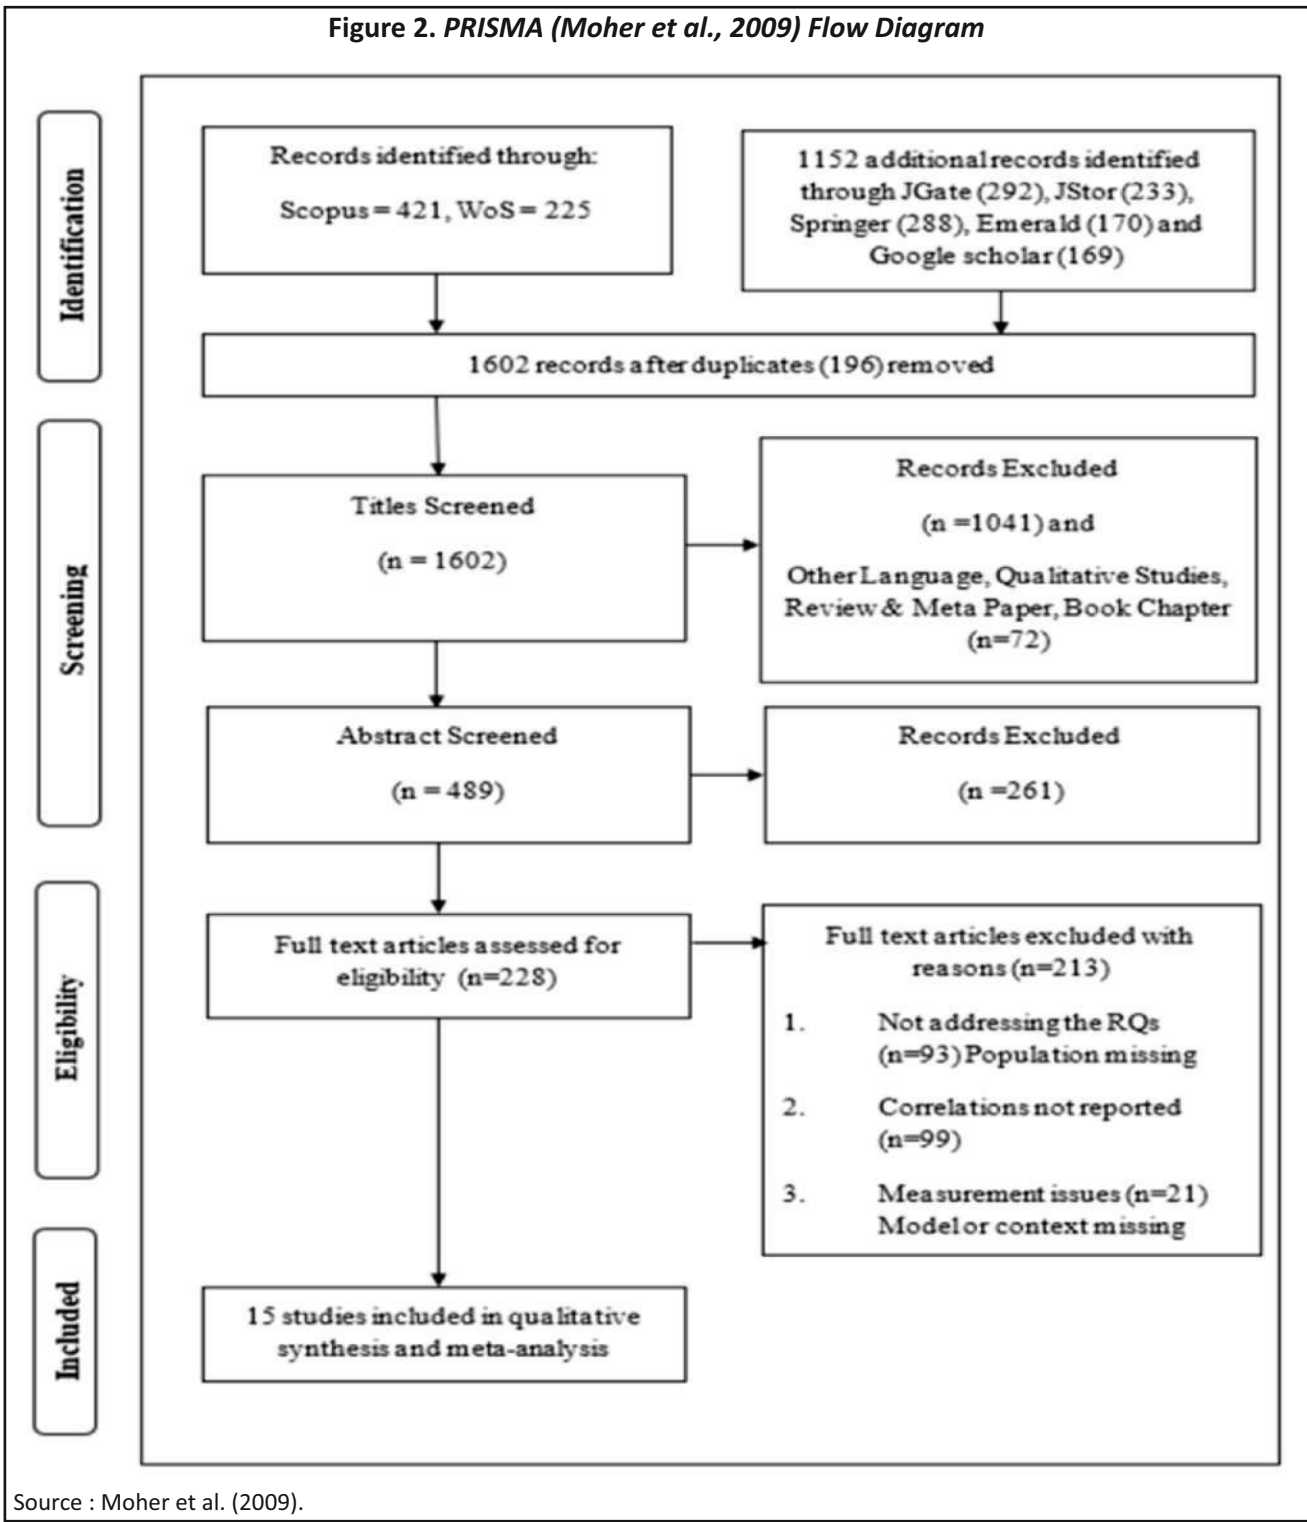 Figure 2. PRISMA (Moher et al., 2009) Flow Diagram
Identification
Records identified through:
Scopus = 421, WoS = 225
1152 additional records identified
through JGate (292), JStor (233),
Springer (288), Emerald (170) and
Google scholar (169)
1602 records after duplicates (196) removed
Screening
Titles Screened
(n = 1602)
Records Excluded
(n =1041) and
Other Language, Qualitative Studies,
Review & Meta Paper, Book Chapter
(n=72)
Abstract Screened
(n = 489)
Records Excluded
(n =261)
Eligibility
Full text articles assessed for
eligibility (n=228)
Full text articles excluded with
reasons (n=213)
1. Not addressing the RQs
(n=93) Population missing
2. Correlations not reported
(n=99)
3. Measurement issues (n=21)
Model or context missing
Included
15 studies included in qualitative
synthesis and meta-analysis
Source : Moher et al. (2009).